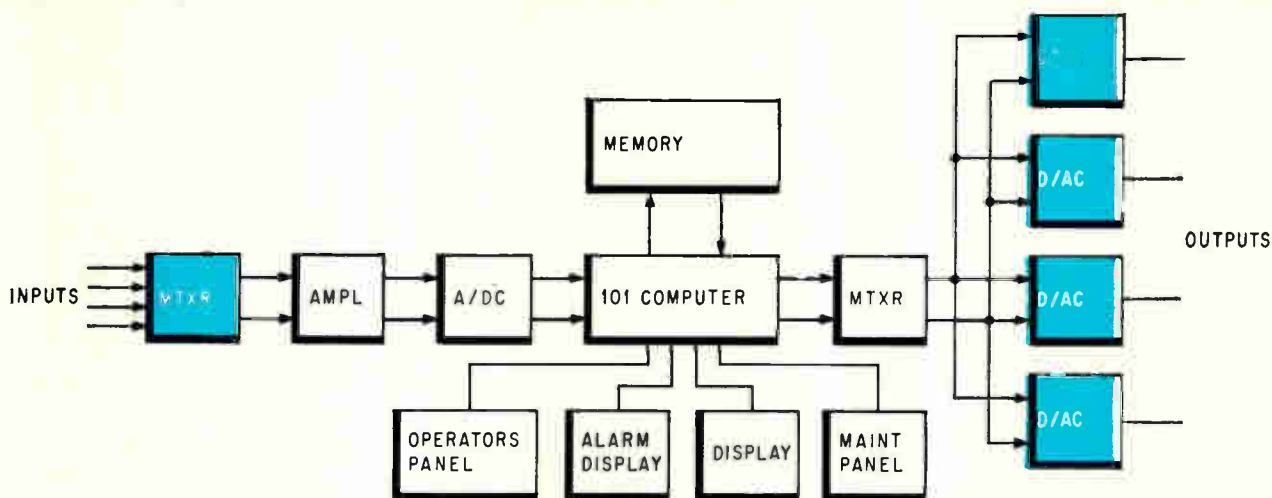 MEMORY
INPUTS
MTXR
AMPL
A/DC
101 COMPUTER
MTXR
D/AC
D/AC
D/AC
OUTPUTS
OPERATORS
PANEL
ALARM
DISPLAY
DISPLAY
MAINT
PANEL